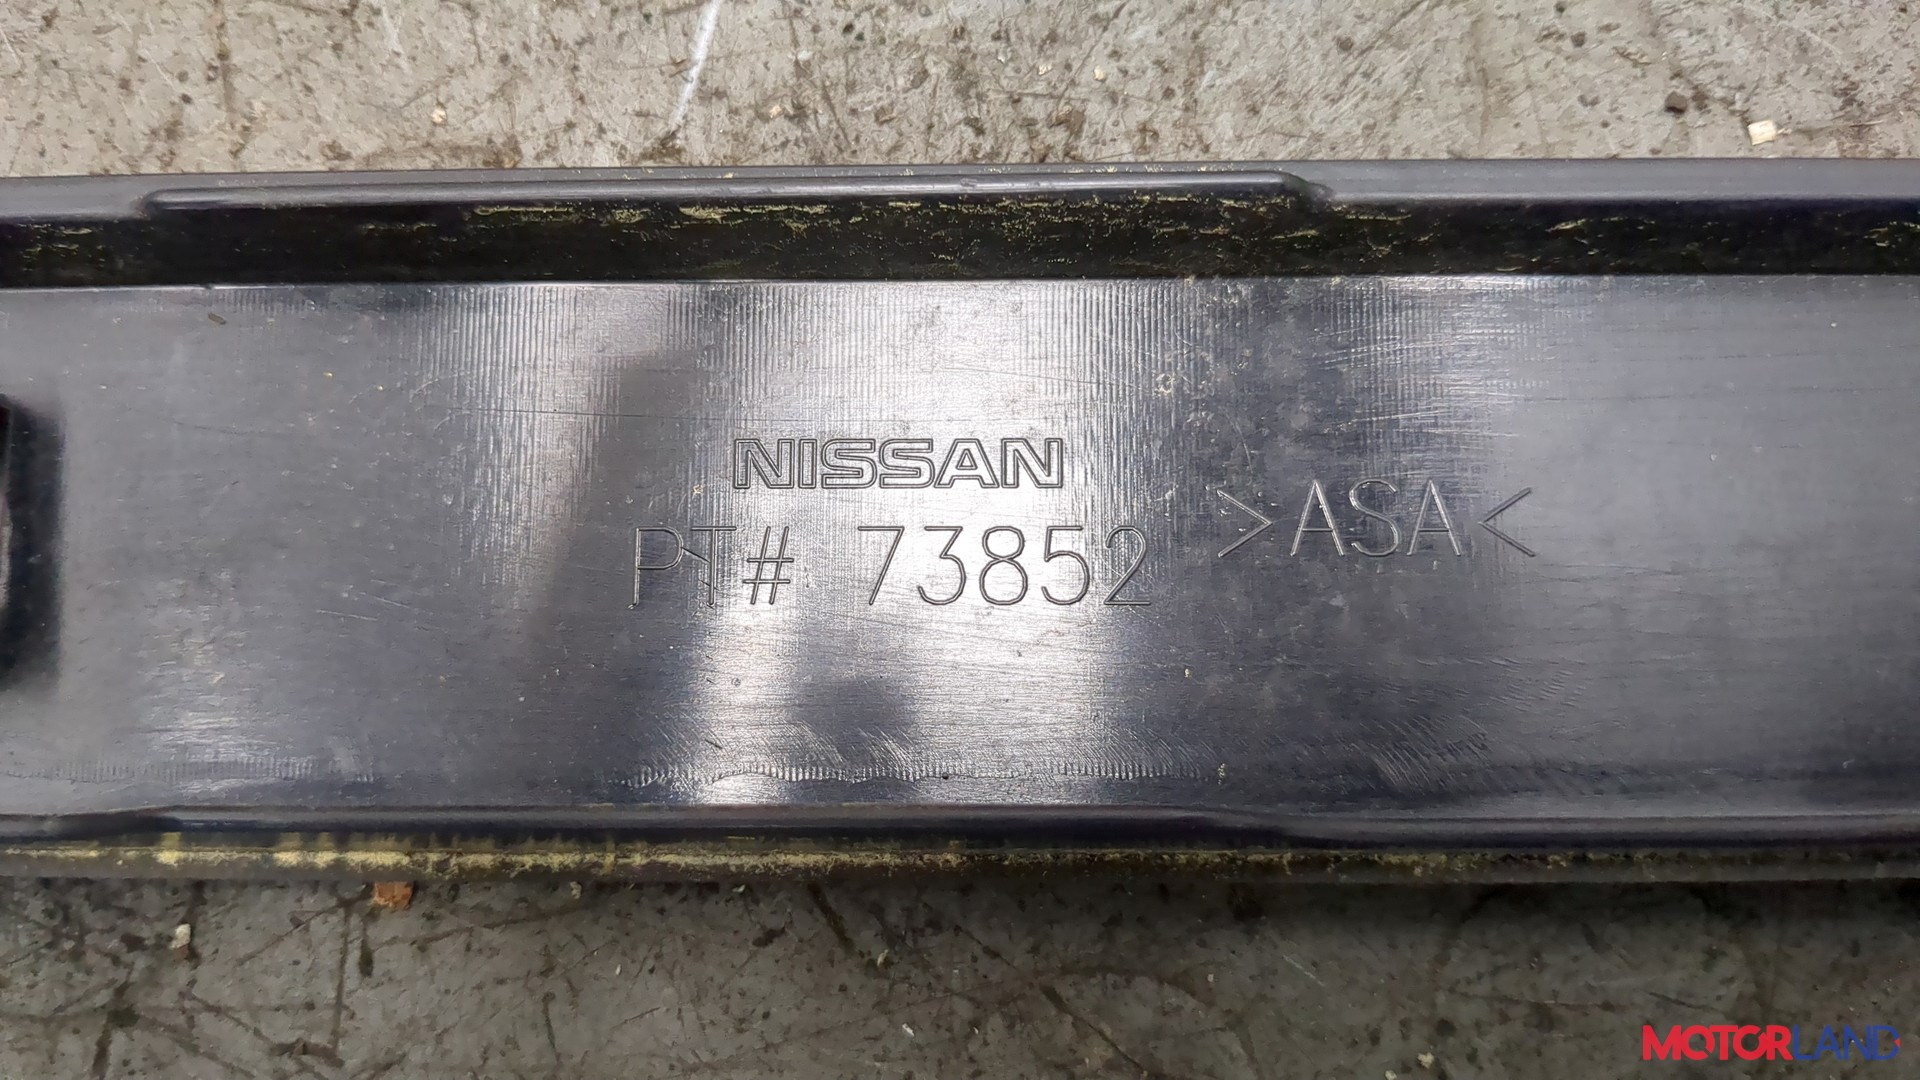 NISSAN
PT# 73852
>ASA<
MOTORLAND